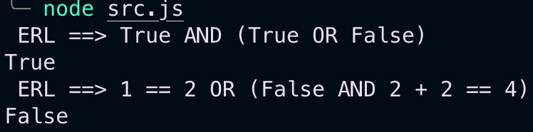 node src.js
ERL ==> True AND (True OR False)
True
ERL ==> 1 == 2 OR (False AND 2 + 2 == 4)
False